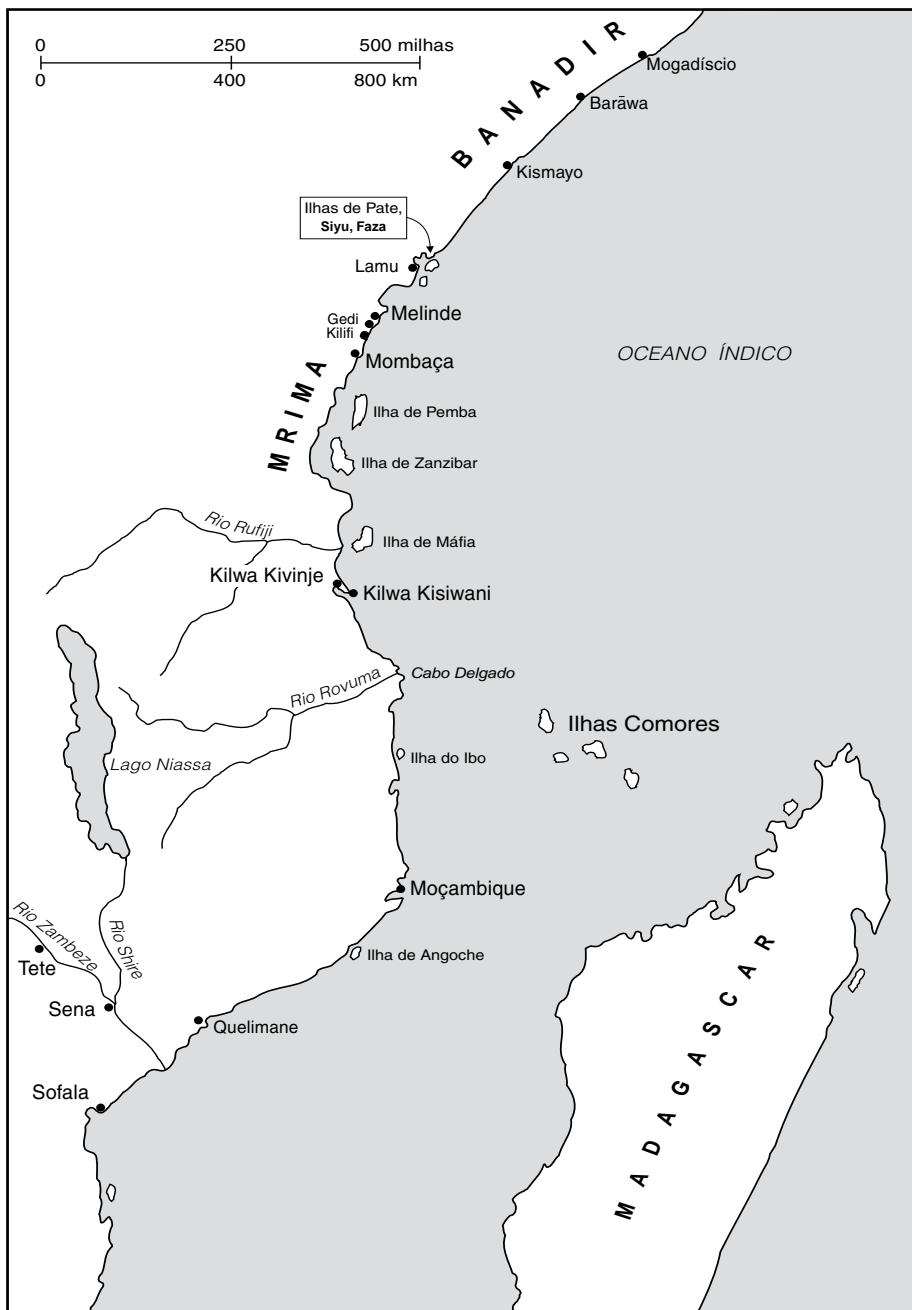 0 250 500 milhas
0 400 800 km
BANADIR
Mogadíscio
Barāwa
Kismayo
Ilhas de Pate,
Siyu, Faza
Lamu
Melinde
Gedi
Kilifi
Mombaça
OCEANO ÍNDICO
MRIMA
Ilha de Pemba
Ilha de Zanzibar
Rio Rufiji
Ilha de Máfia
Kilwa Kivinje
Kilwa Kisiwani
Cabo Delgado
Rio Rovuma
Ilhas Comores
Lago Niassa
Ilha do Ibo
Moçambique
Rio Zambeze
Rio Shire
Ilha de Angoche
Tete
Sena
Quelimane
Sofala
MADAGASCAR